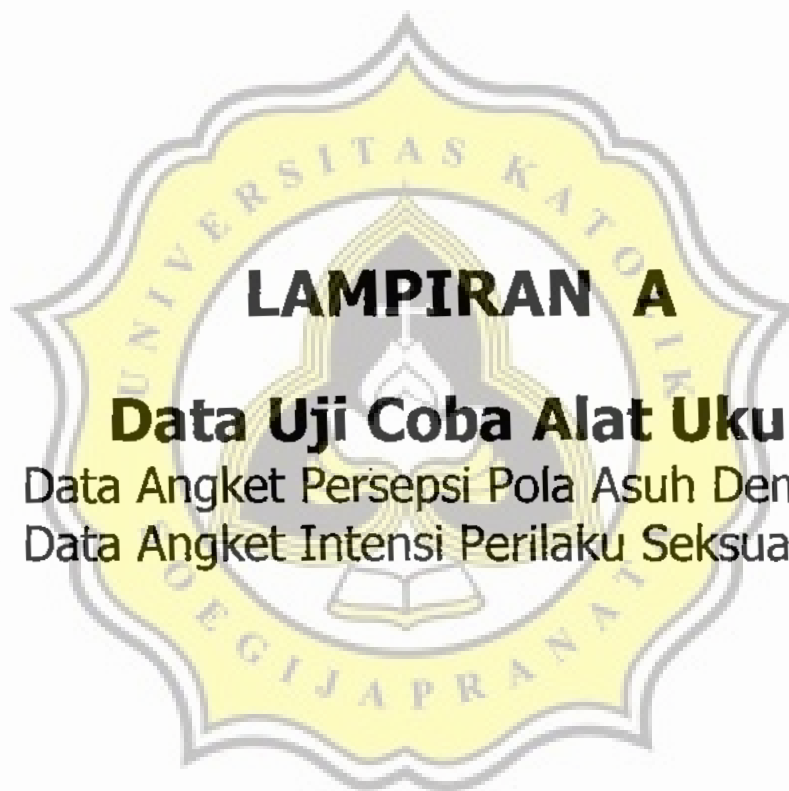 UNIVERSITAS KATOLIK
LAMPIRAN A
Data Uji Coba Alat Uku
Data Angket Persepsi Pola Asuh Den
Data Angket Intensi Perilaku Seksua
SOEGIJAPRANATA